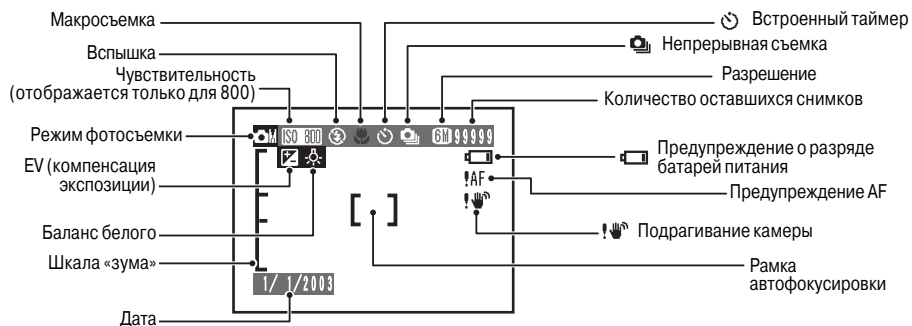 Макросъемка
Вспышка
Чувствительность
(отображается только для 800)
Режим фотосъемки
EV (компенсация
экспозиции)
Баланс белого
Шкала «зума»
Дата
ISO 800
6M 99999
!AF
1/ 1/2003
Встроенный таймер
Непрерывная съемка
Разрешение
Количество оставшихся снимков
Предупреждение о разряде
батарей питания
Предупреждение AF
Подрагивание камеры
Рамка
автофокусировки